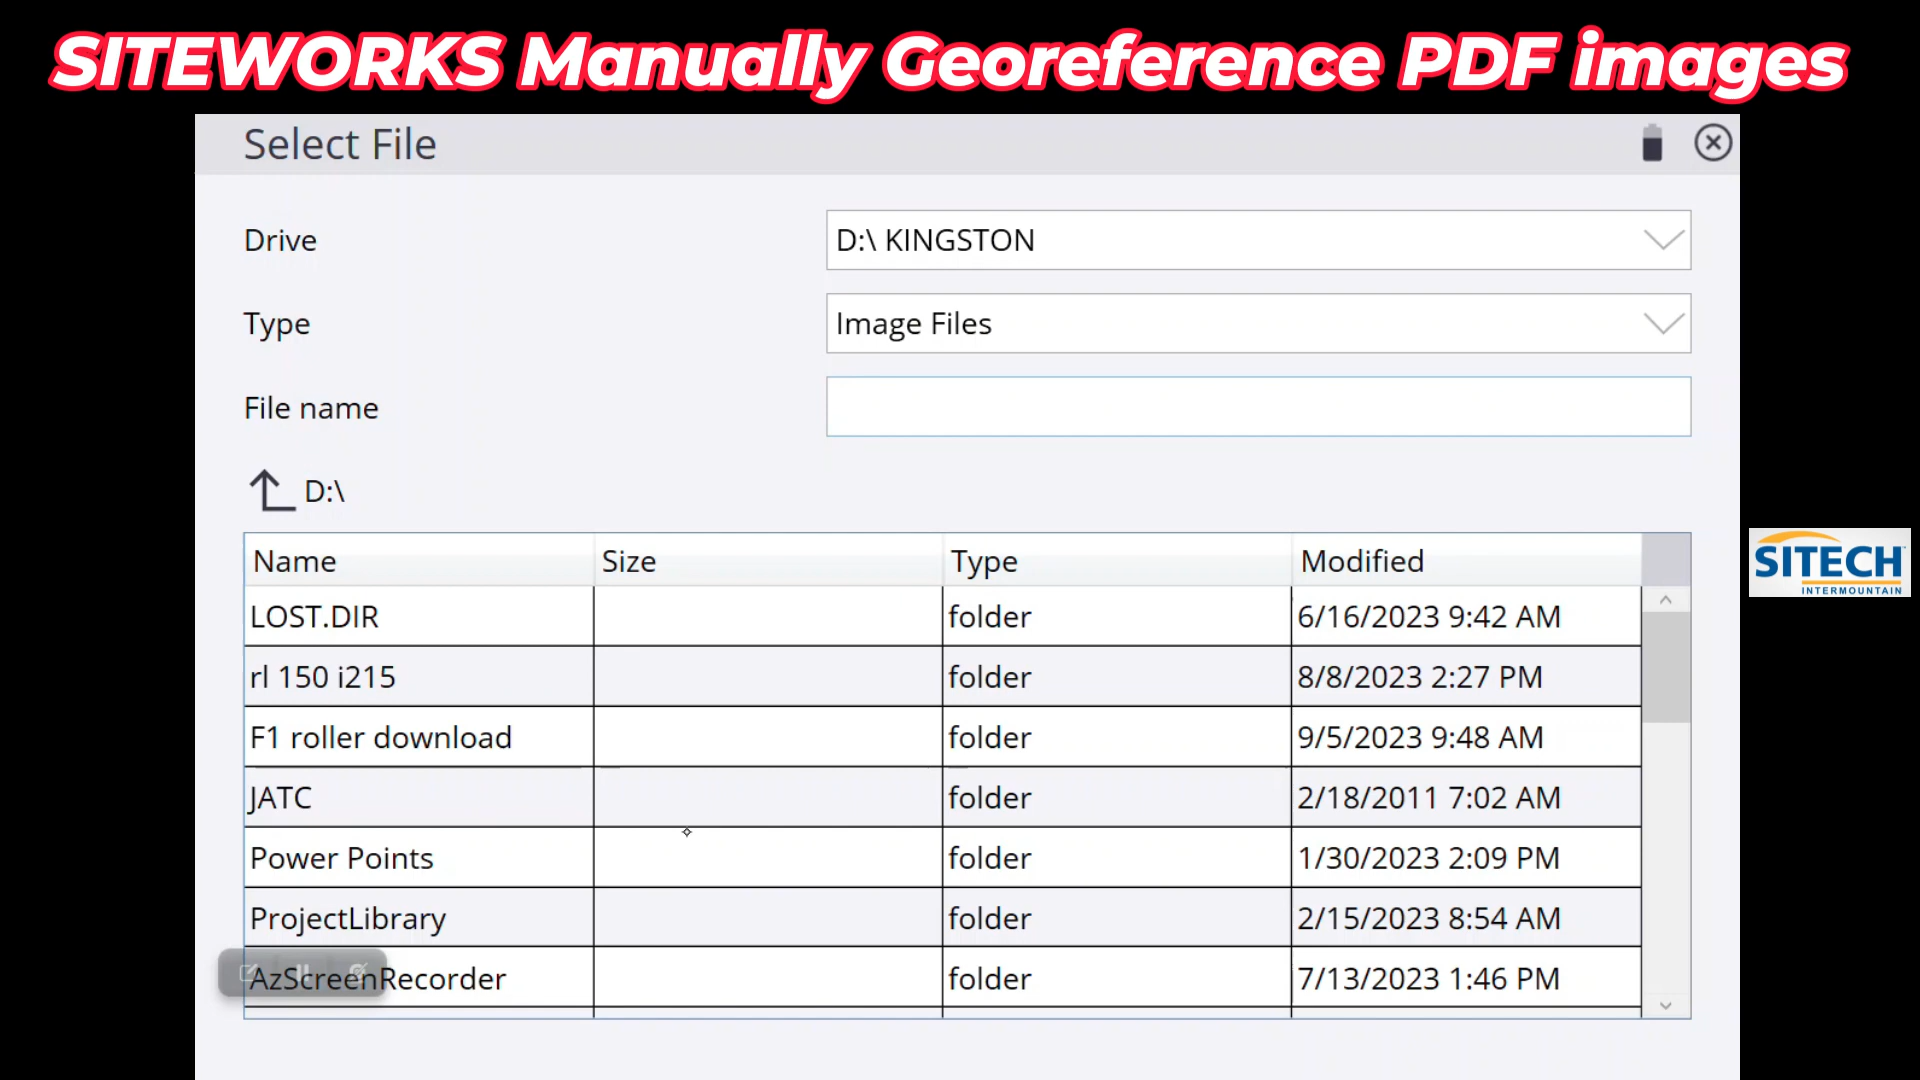 SITEWORKS Manually Georeference PDF images
Select File
Drive
D:\ KINGSTON
Type
Image Files
File name
D:\
Name Size Type Modified
LOST.DIR folder 6/16/2023 9:42 AM
rl 150 i215 folder 8/8/2023 2:27 PM
F1 roller download folder 9/5/2023 9:48 AM
JATC folder 2/18/2011 7:02 AM
Power Points folder 1/30/2023 2:09 PM
ProjectLibrary folder 2/15/2023 8:54 AM
AzScreenRecorder folder 7/13/2023 1:46 PM
SITECH
INTERMOUNTAIN